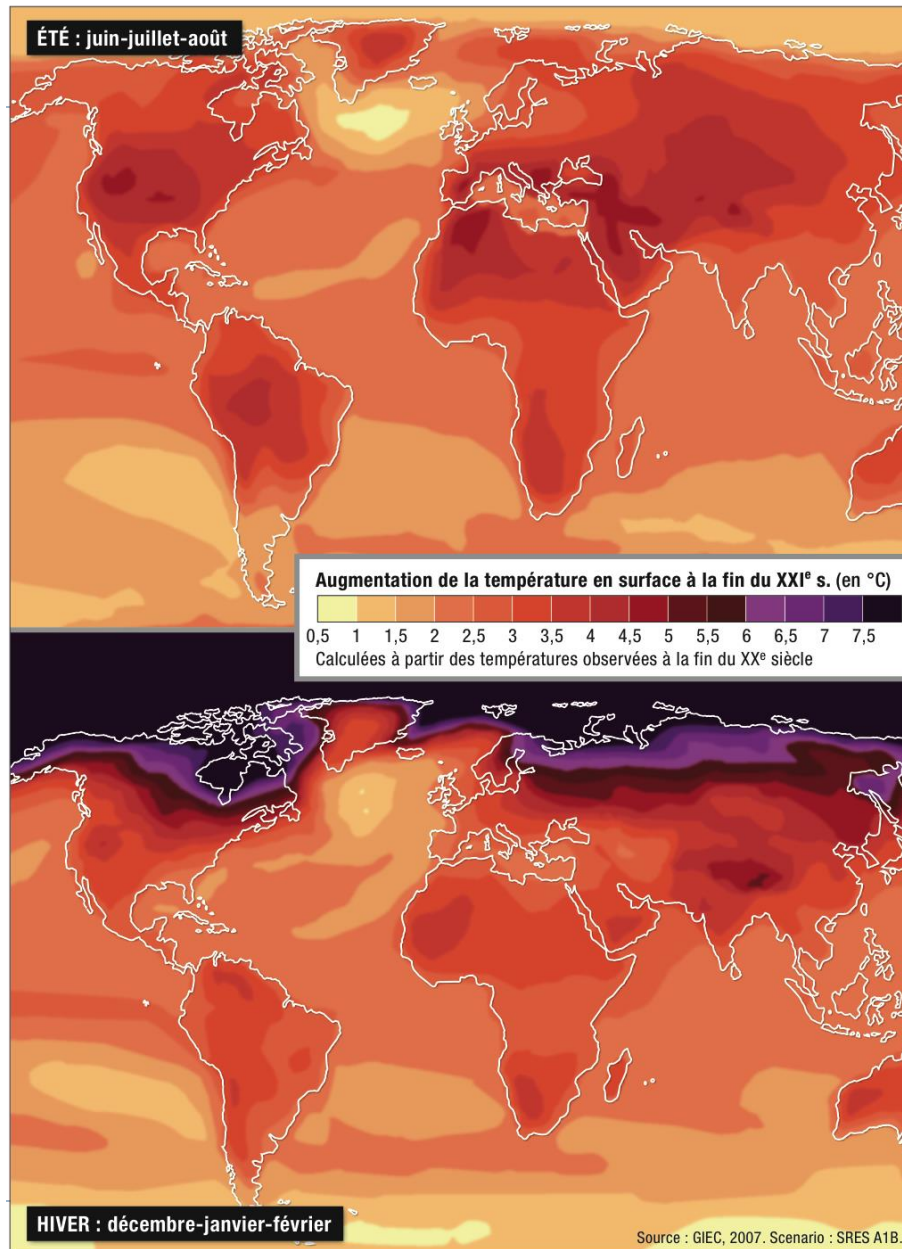 ÉTÉ : juin-juillet-août
Augmentation de la température en surface à la fin du XXIe s. (en °C)
0,5 1 1,5 2 2,5 3 3,5 4 4,5 5 5,5 6 6,5 7 7,5
Calculées à partir des températures observées à la fin du XXe siècle
HIVER : décembre-janvier-février
Source : GIEC, 2007. Scenario : SRES A1B.